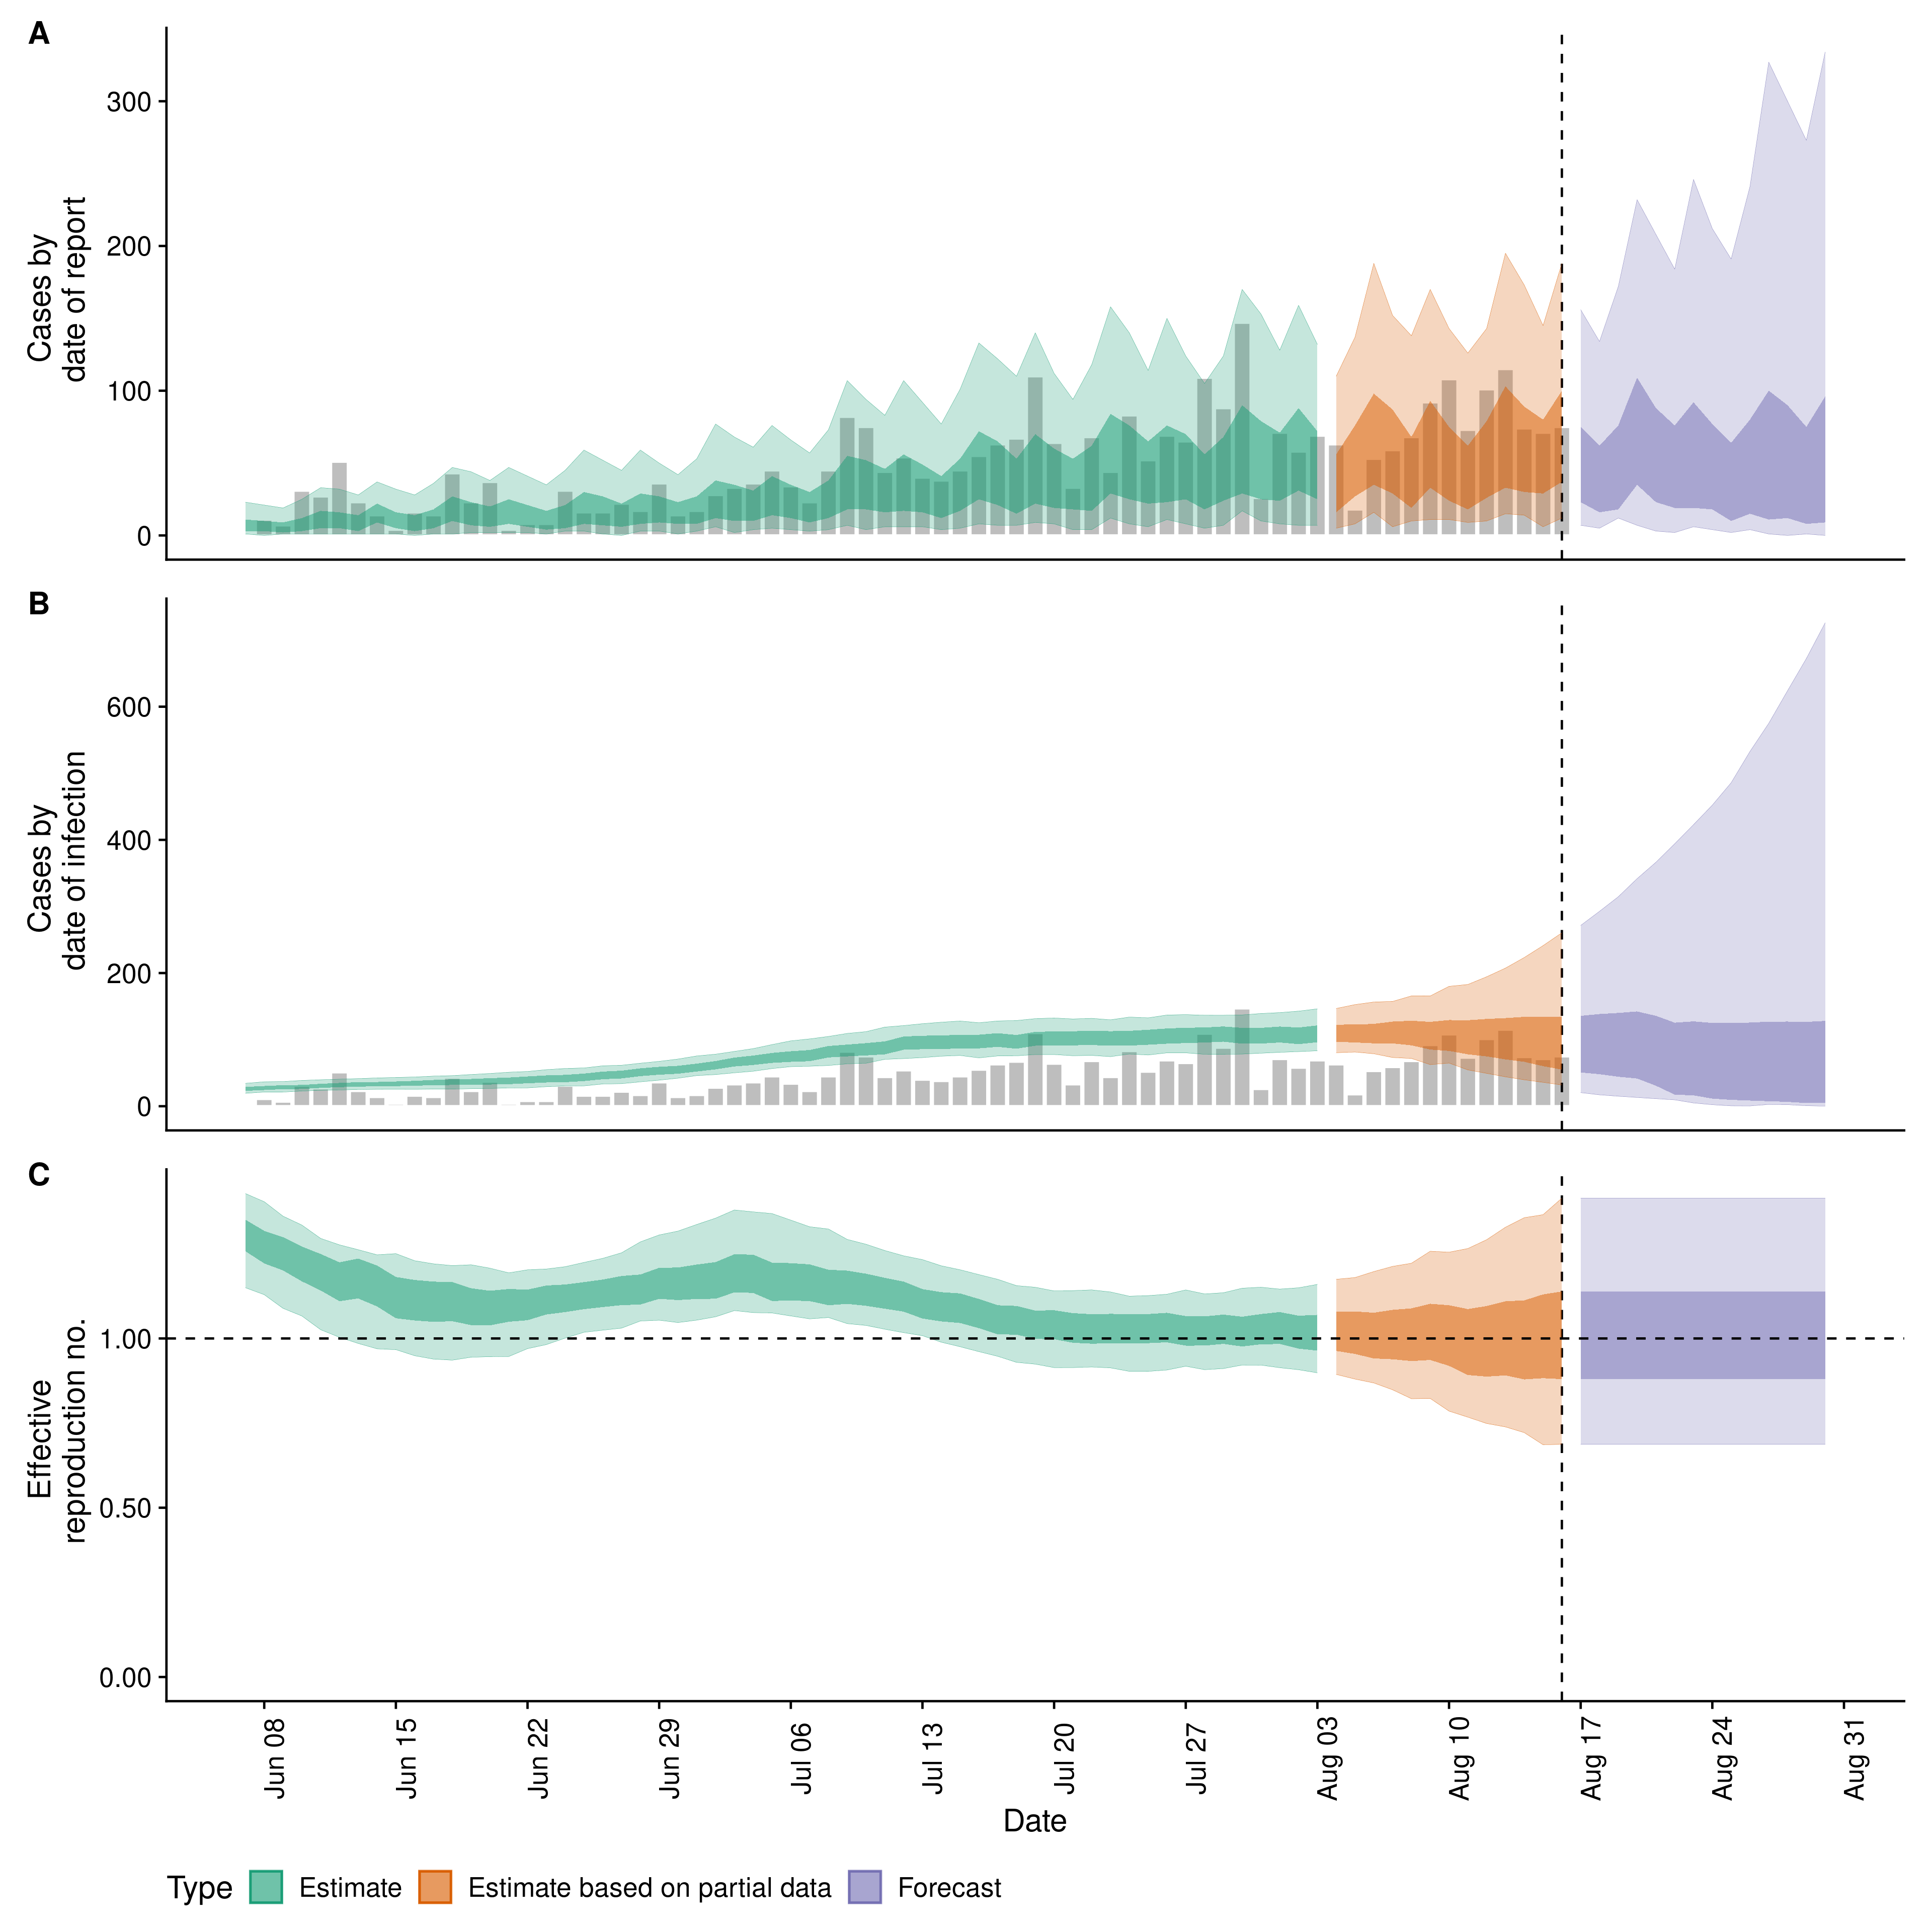 A
Cases by
date of report
300
200
100
0
B
Cases by
date of infection
600
400
200
0
C
Effective
reproduction no.
1.00
0.50
0.00
Jun 08
Jun 15
Jun 22
Jun 29
Jul 06
Jul 13
Jul 20
Jul 27
Aug 03
Aug 10
Aug 17
Aug 24
Aug 31
Date
Type Estimate Estimate based on partial data Forecast